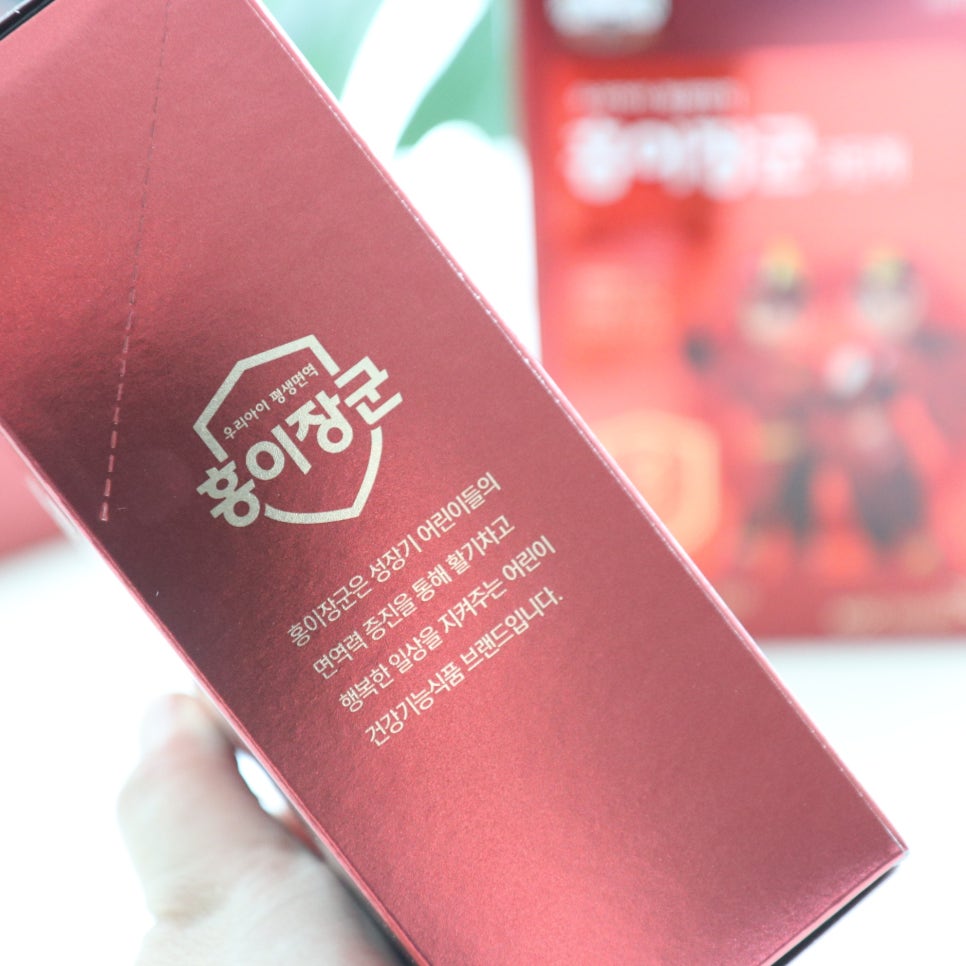 우리아이 평생면역
홍이장군
홍이장군은 성장기 어린이들의
면역력 증진을 통해 활기차고
행복한 일상을 지켜주는 어린이
건강기능식품 브랜드입니다.
홍이장군